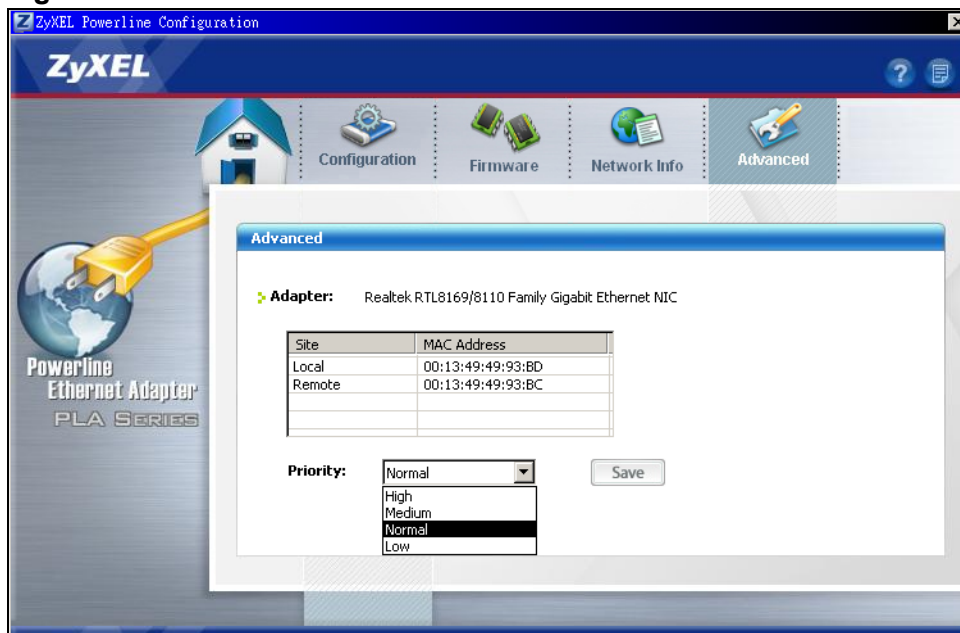 ZyXEL Powerline Configuration
ZyXEL
Configuration
Firmware
Network Info
Advanced
Advanced
Adapter: Realtek RTL8169/8110 Family Gigabit Ethernet NIC
Site MAC Address
Local 00:13:49:49:93:BD
Remote 00:13:49:49:93:BC
Powerline
Ethernet Adapter
PLA SERIES
Priority: Normal Save
High
Medium
Normal
Low